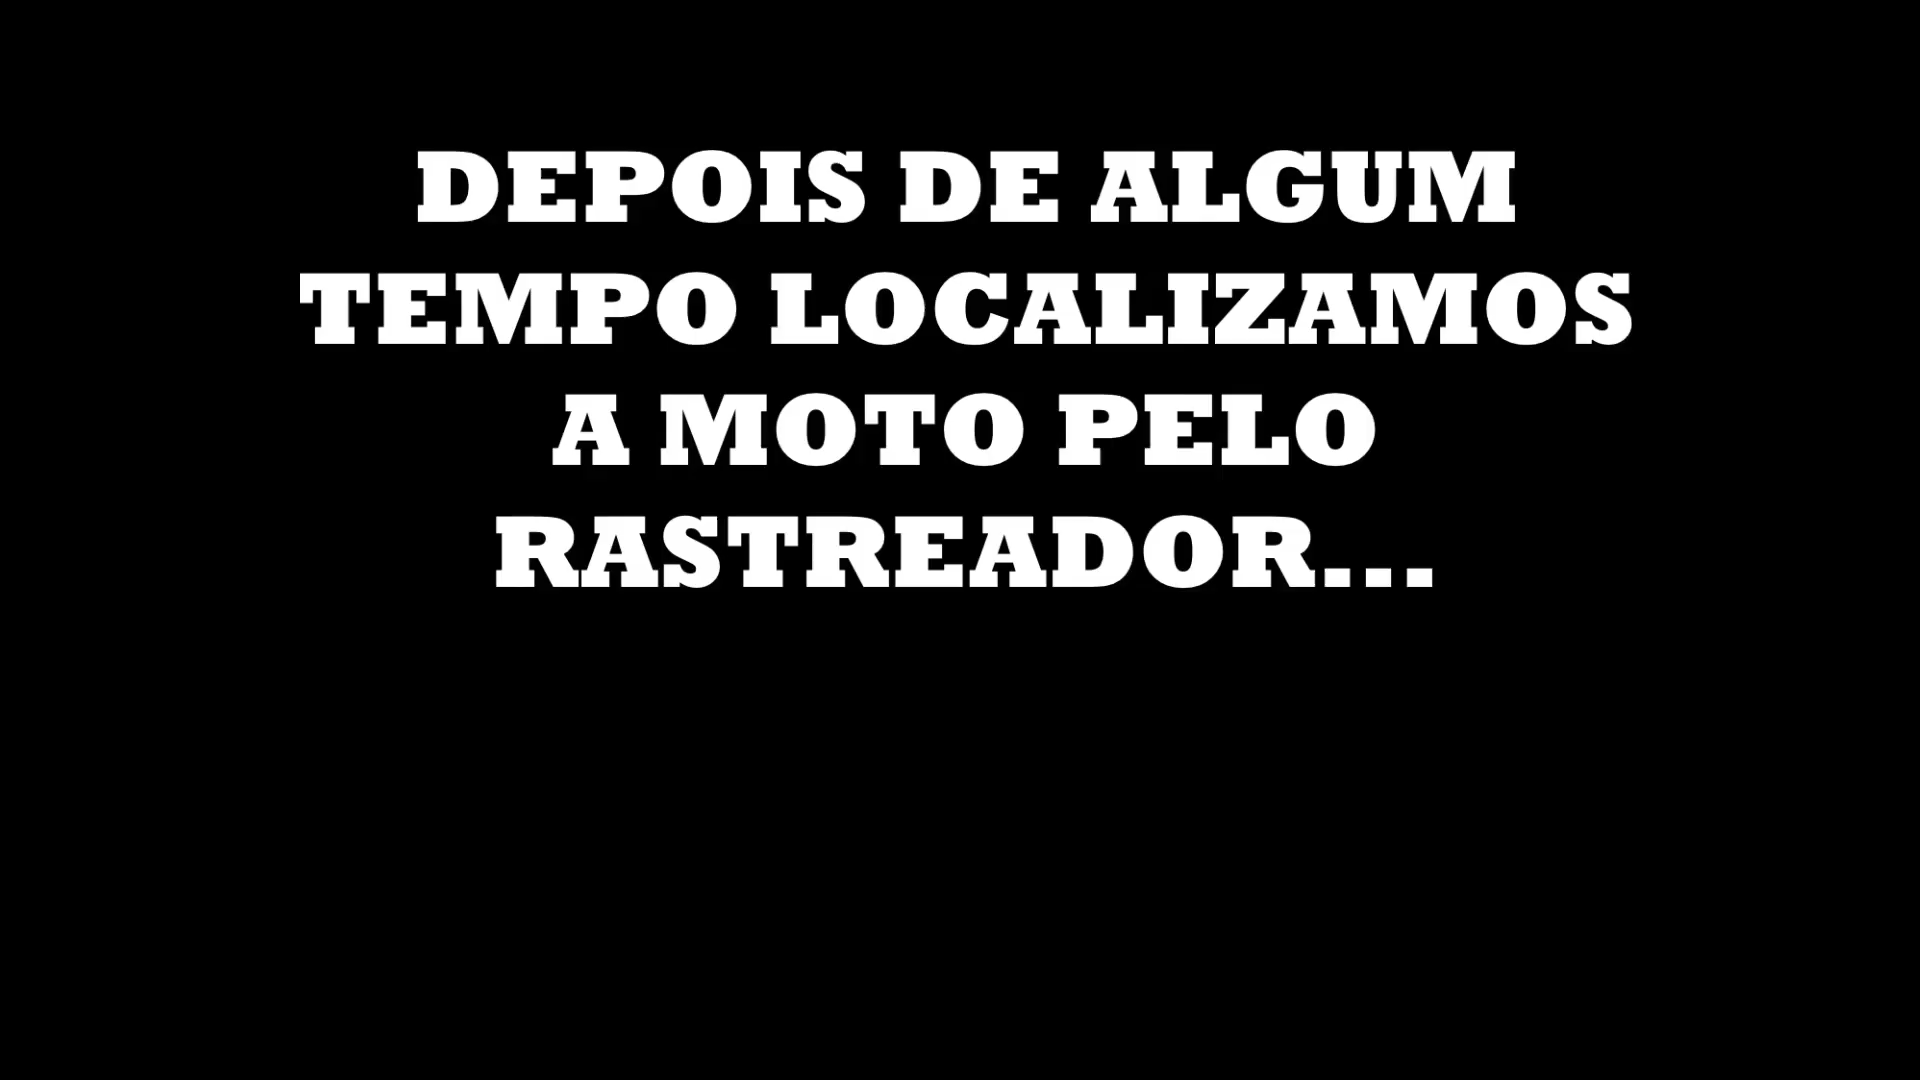 DEPOIS DE ALGUM
TEMPO LOCALIZAMOS
A MOTO PELO
RASTREADOR...